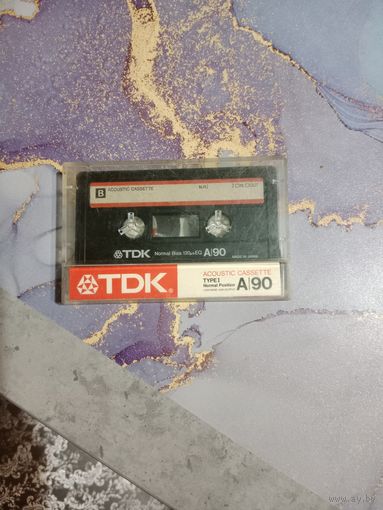 B ACOUSTIC CASSETTE N.R.
TDK Normal Bias 120μs EQ A|90 MADE IN JAPAN
TDK® ACOUSTIC CASSETTE
TYPE I
Normal Position A|90
www.ay.by